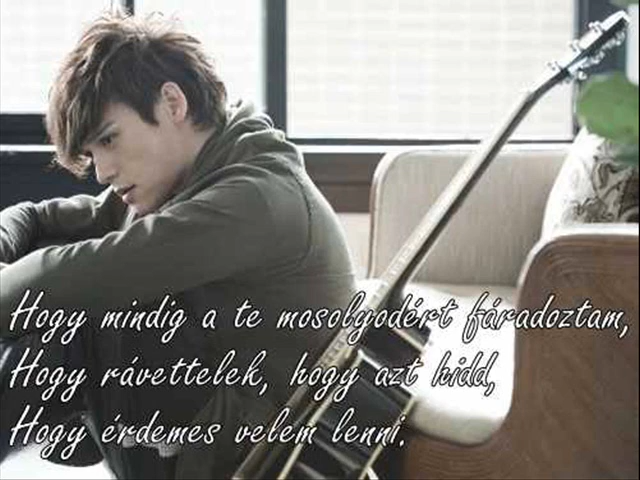 Hogy mindig a te mosolyodért fáradoztam,
Hogy rávettelek, hogy azt hidd,
Hogy érdemes velem lenni.